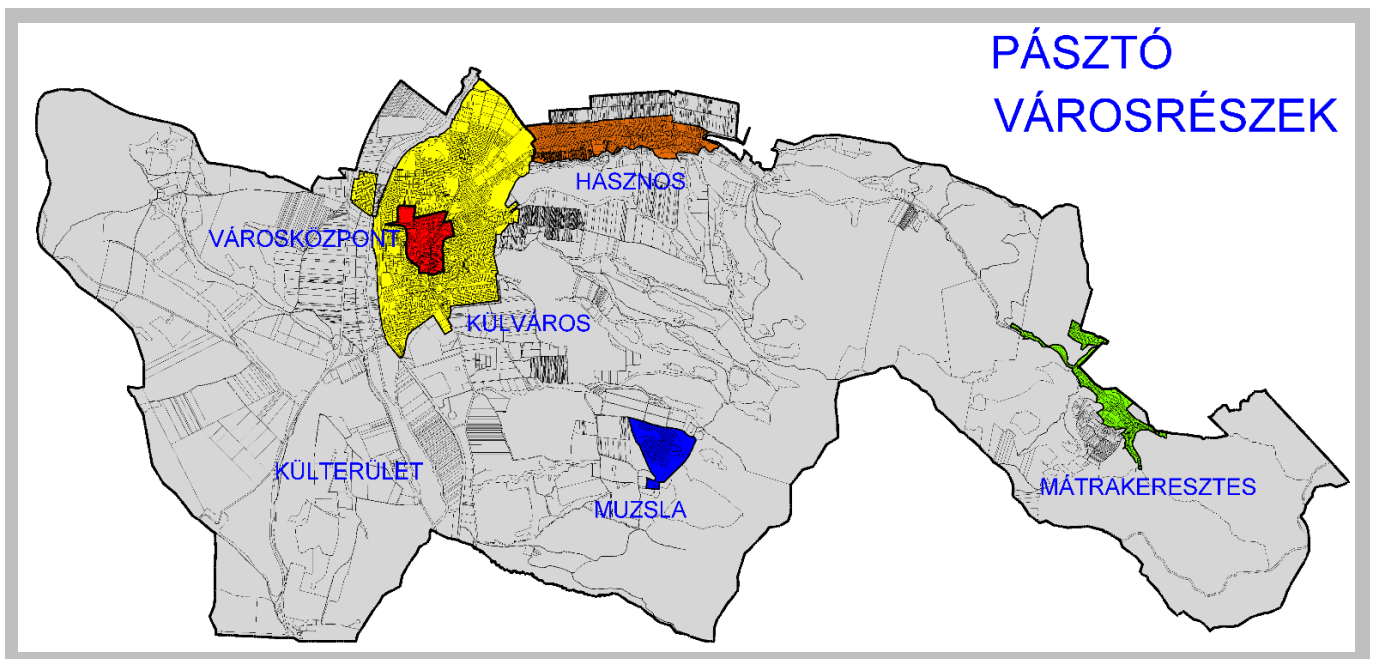 PÁSZTÓ
VÁROSRÉSZEK
HASZNOS
VÁROSKÖZPONT
KÜLVÁROS
KÜLTERÜLET
MÁTRAKERESZTES
MUZSLA